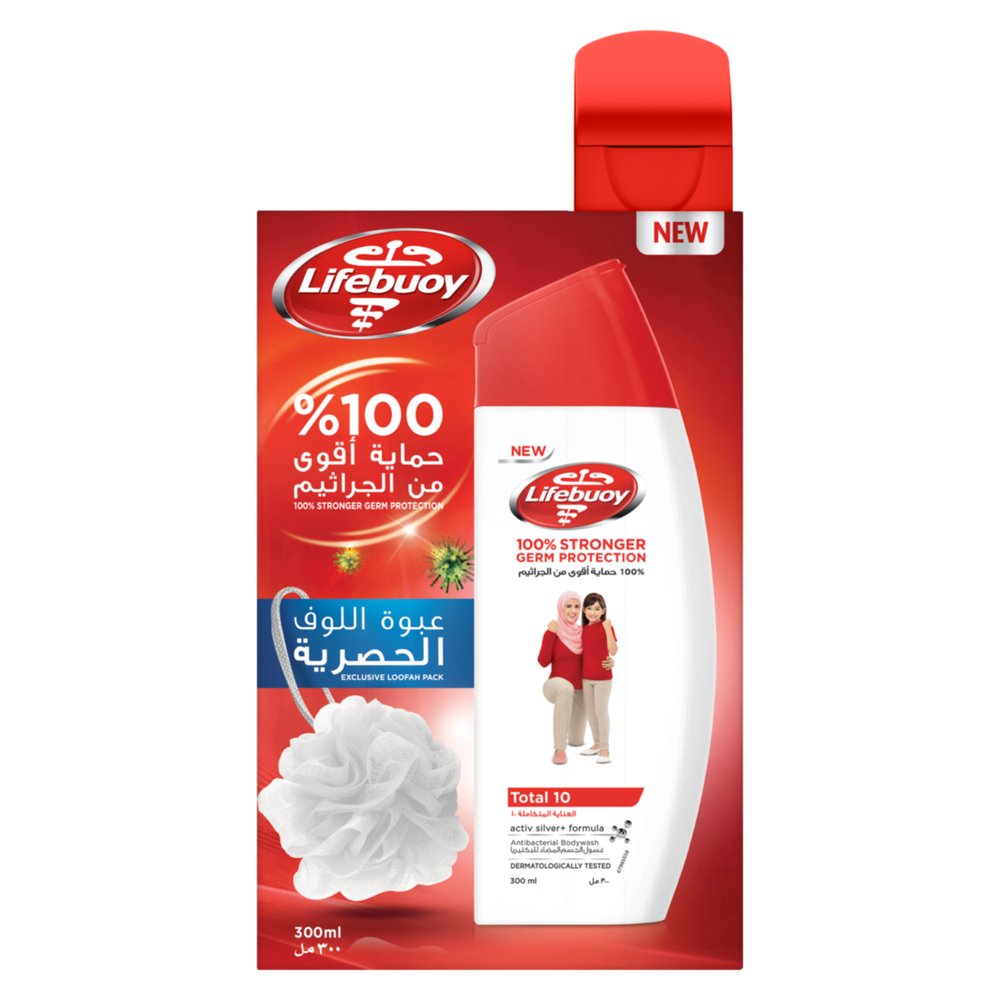 NEW
Lifebuoy
%100
حماية أقوى
من الجراثيم
100% STRONGER GERM PROTECTION
عبوة اللوف
الحصرية
EXCLUSIVE LOOFAH PACK
300ml
٣٠٠ مل
NEW
Lifebuoy
100% STRONGER
GERM PROTECTION
100% حماية أقوى من الجراثيم
Total 10
العناية المتكاملة ١٠
activ silver+ formula
Antibacterial Bodywash
غسول الجسم المضاد للبكتيريا
DERMATOLOGICALLY TESTED
300 ml
٣٠٠ مل